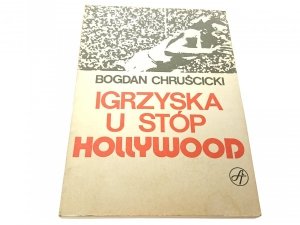 BOGDAN CHRUŚCICKI
IGRZYSKA
U STÓP
HOLLYWOOD